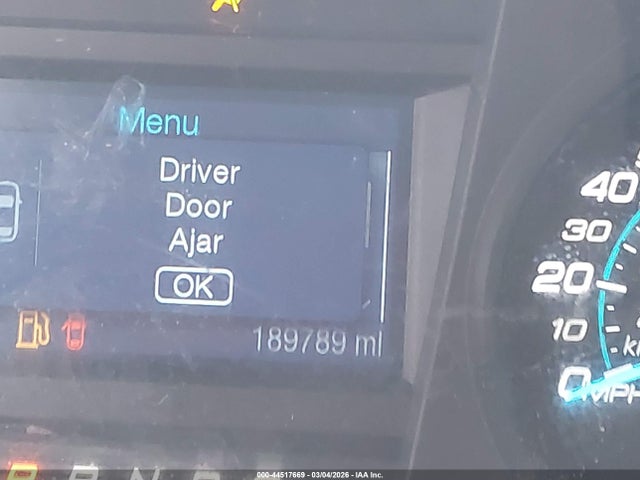 Menu
Driver
Door
Ajar
OK
189789 mi
40
30
20
10
0
MPH
P R N D
000-44517669 - 03/04/2026 - IAA Inc.